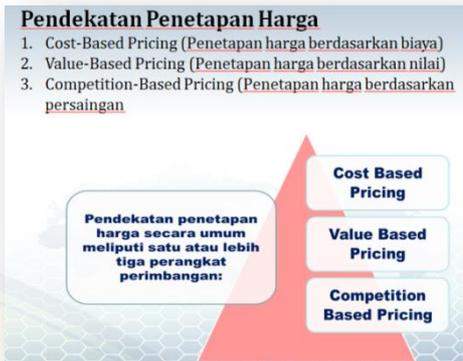 Pendekatan Penetapan Harga
1. Cost-Based Pricing (Penetapan harga berdasarkan biaya)
2. Value-Based Pricing (Penetapan harga berdasarkan nilai)
3. Competition-Based Pricing (Penetapan harga berdasarkan
persaingan
Pendekatan penetapan
harga secara umum
meliputi satu atau lebih
tiga perangkat
perimbangan:
Cost Based
Pricing
Value Based
Pricing
Competition
Based Pricing